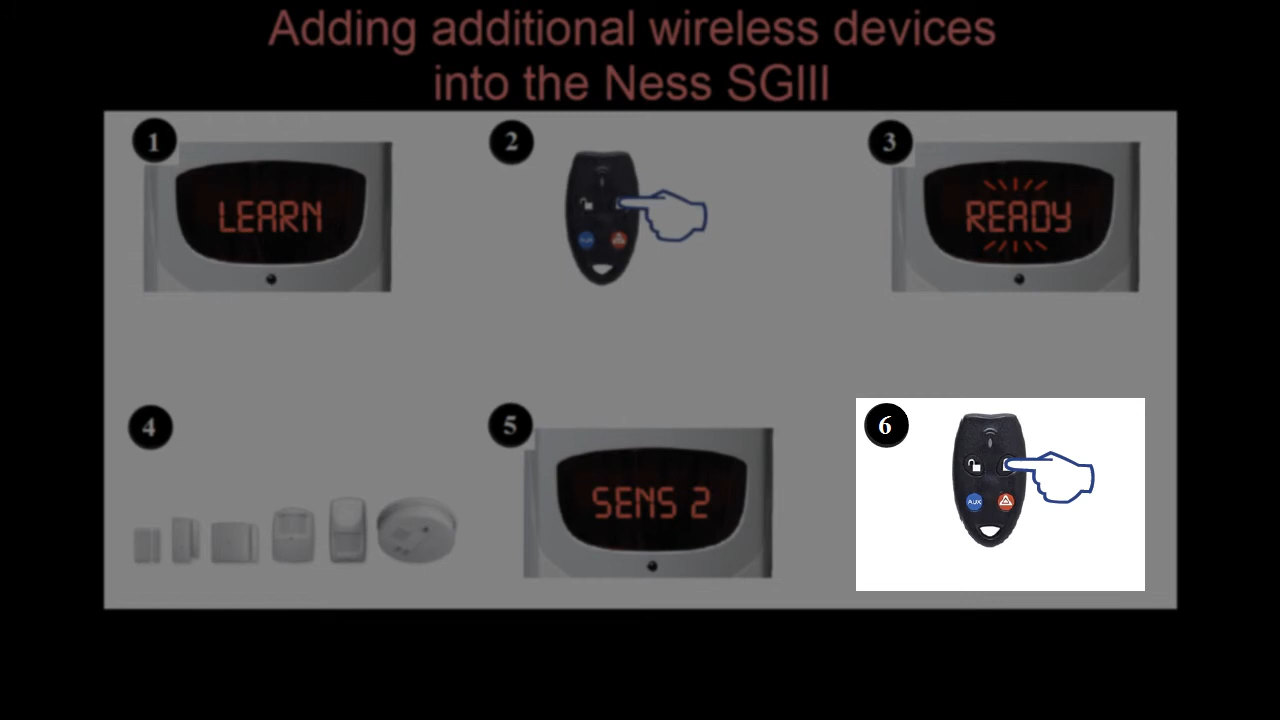 Adding additional wireless devices
into the Ness SGIII
1
LEARN
2
AUX
3
READY
4
5
SENS 2
6
AUX